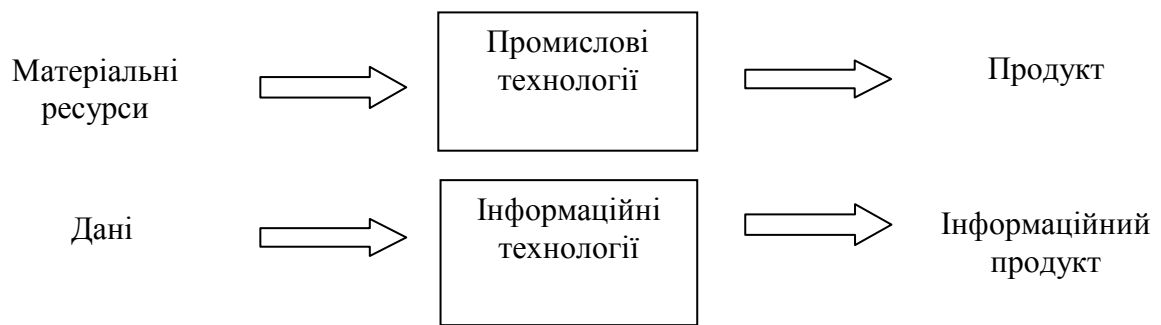 Матеріальні
ресурси
Промислові
технології
Продукт
Дані
Інформаційні
технології
Інформаційний
продукт